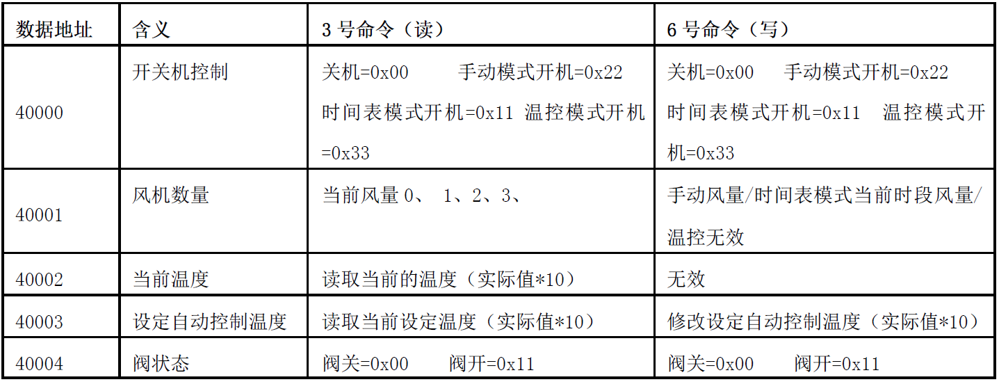 数据地址 含义 3 号命令（读） 6 号命令（写）
40000 开关机控制
关机=0x00 手动模式开机=0x22
时间表模式开机=0x11 温控模式开机
=0x33
关机=0x00 手动模式开机=0x22
时间表模式开机=0x11 温控模式开
机=0x33
40001 风机数量 当前风量 0、 1、2、3、
手动风量/时间表模式当前时段风量/
温控无效
40002 当前温度 读取当前的温度（实际值*10） 无效
40003 设定自动控制温度 读取当前设定温度（实际值*10） 修改设定自动控制温度（实际值*10）
40004 阀状态 阀关=0x00 阀开=0x11 阀关=0x00 阀开=0x11